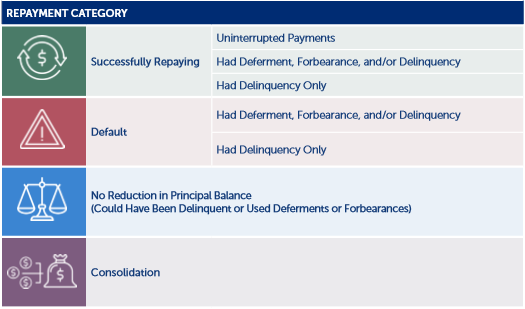 REPAYMENT CATEGORY
Successfully Repaying
Uninterrupted Payments
Had Deferment, Forbearance, and/or Delinquency
Had Delinquency Only
Default
Had Deferment, Forbearance, and/or Delinquency
Had Delinquency Only
No Reduction in Principal Balance
(Could Have Been Delinquent or Used Deferments or Forbearances)
Consolidation